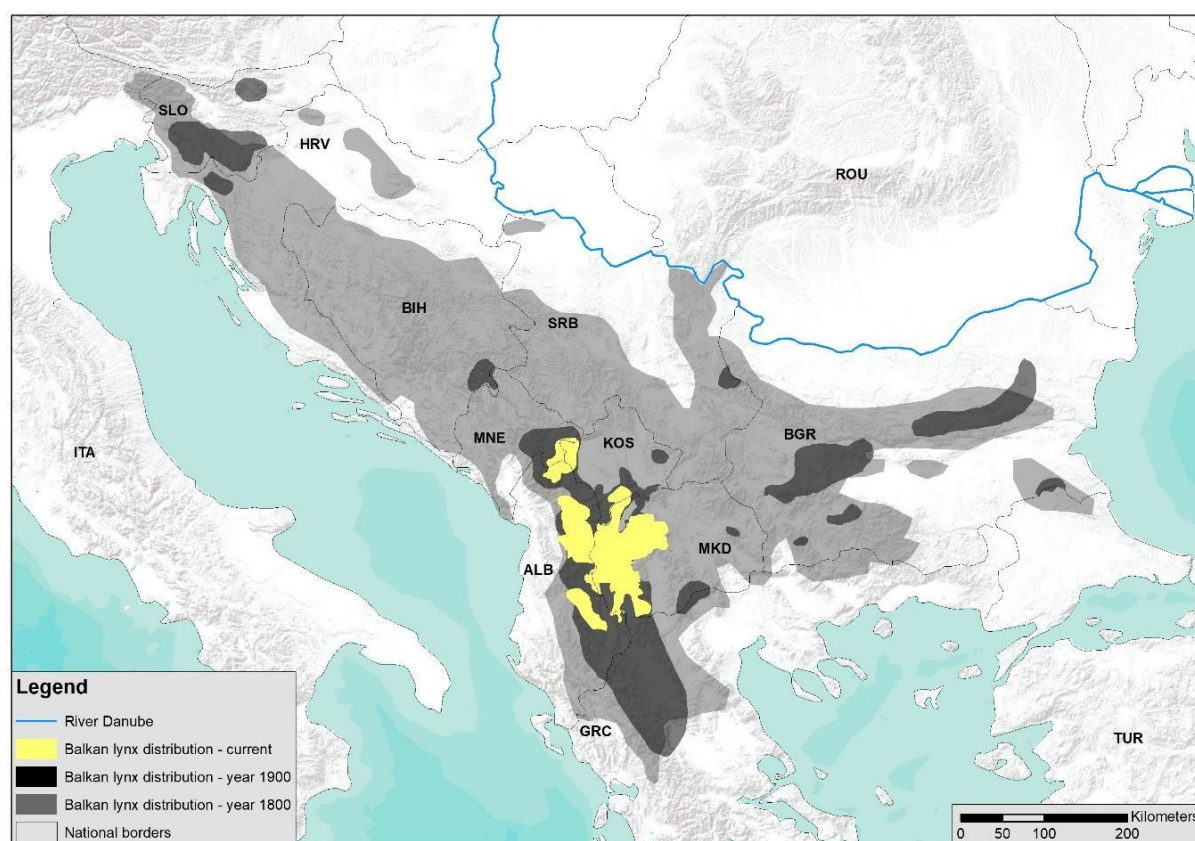 SLO
HRV
ROU
BIH
SRB
MNE
KOS
BGR
ITA
MKD
ALB
GRC
TUR
Legend
River Danube
Balkan lynx distribution - current
Balkan lynx distribution - year 1900
Balkan lynx distribution - year 1800
National borders
Kilometers
0 50 100 200